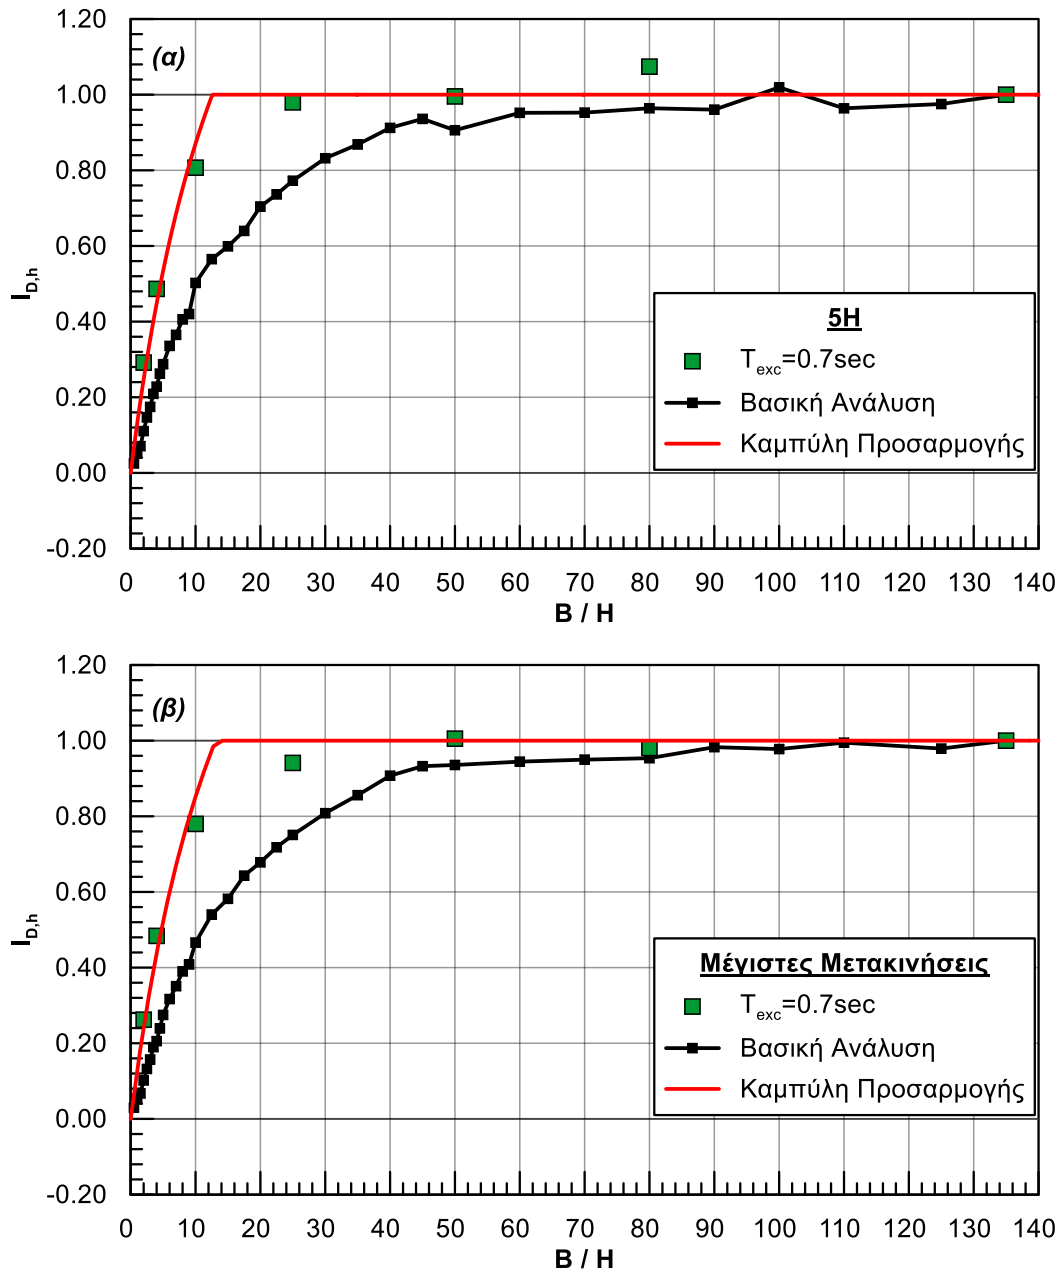 1.20
(α)
1.00
0.80
0.60
0.40
0.20
0.00
-0.20
I_D,h
5H
T_exc=0.7sec
Βασική Ανάλυση
Καμπύλη Προσαρμογής
0 10 20 30 40 50 60 70 80 90 100 110 120 130 140
B / H
1.20
(β)
1.00
0.80
0.60
0.40
0.20
0.00
-0.20
I_D,h
Μέγιστες Μετακινήσεις
T_exc=0.7sec
Βασική Ανάλυση
Καμπύλη Προσαρμογής
0 10 20 30 40 50 60 70 80 90 100 110 120 130 140
B / H